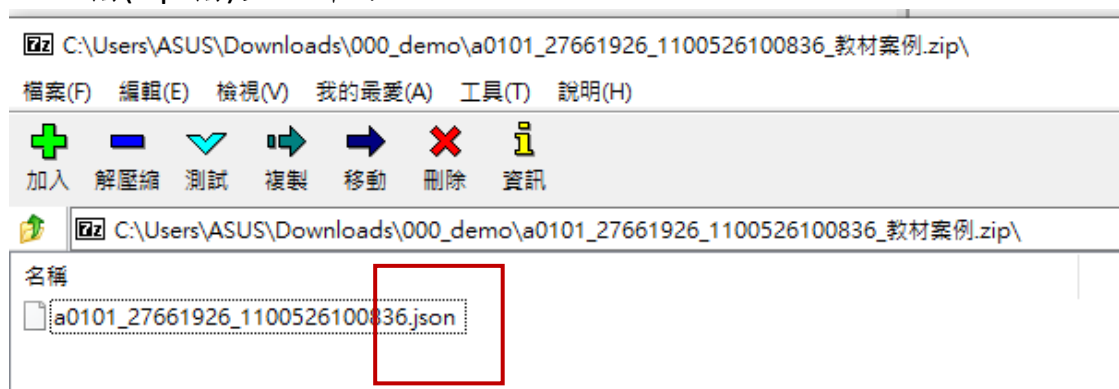 C:\Users\ASUS\Downloads\000_demo\a0101_27661926_1100526100836_教材案例.zip\
檔案(F) 編輯(E) 檢視(V) 我的最愛(A) 工具(T) 說明(H)
加入 解壓縮 測試 複製 移動 刪除 資訊
C:\Users\ASUS\Downloads\000_demo\a0101_27661926_1100526100836_教材案例.zip\
名稱
a0101_27661926_1100526100836.json